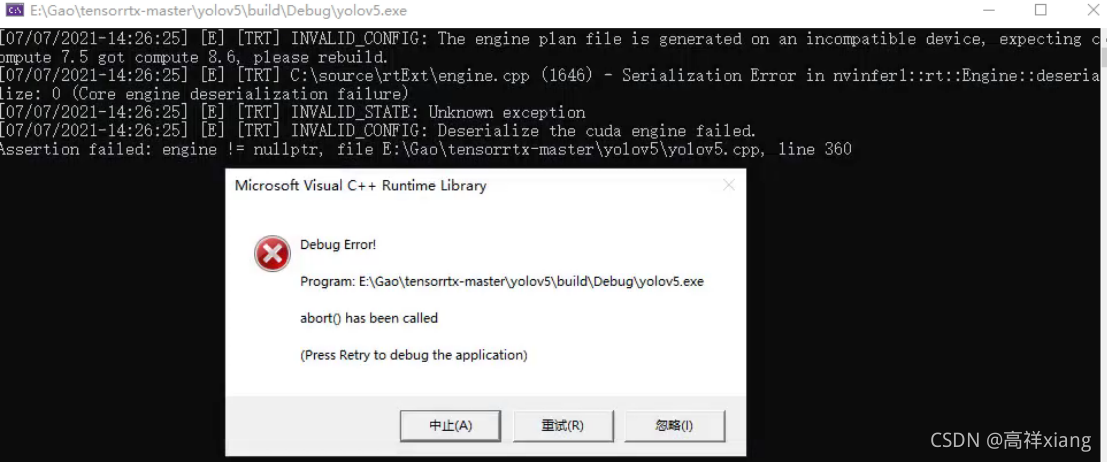 E:\Gao\tensorrtx-master\yolov5\build\Debug\yolov5.exe
[07/07/2021-14:26:25] [E] [TRT] INVALID_CONFIG: The engine plan file is generated on an incompatible device, expecting c
ompute 7.5 got compute 8.6, please rebuild.
[07/07/2021-14:26:25] [E] [TRT] C:\source\rtExt\engine.cpp (1646) - Serialization Error in nvinfer1::rt::Engine::deseria
lize: 0 (Core engine deserialization failure)
[07/07/2021-14:26:25] [E] [TRT] INVALID_STATE: Unknown exception
[07/07/2021-14:26:25] [E] [TRT] INVALID_CONFIG: Deserialize the cuda engine failed.
Assertion failed: engine != nullptr, file E:\Gao\tensorrtx-master\yolov5\yolov5.cpp, line 360
Microsoft Visual C++ Runtime Library
Debug Error!
Program: E:\Gao\tensorrtx-master\yolov5\build\Debug\yolov5.exe
abort() has been called
(Press Retry to debug the application)
中止(A) 重试(R) 忽略(I)
CSDN @高祥xiang